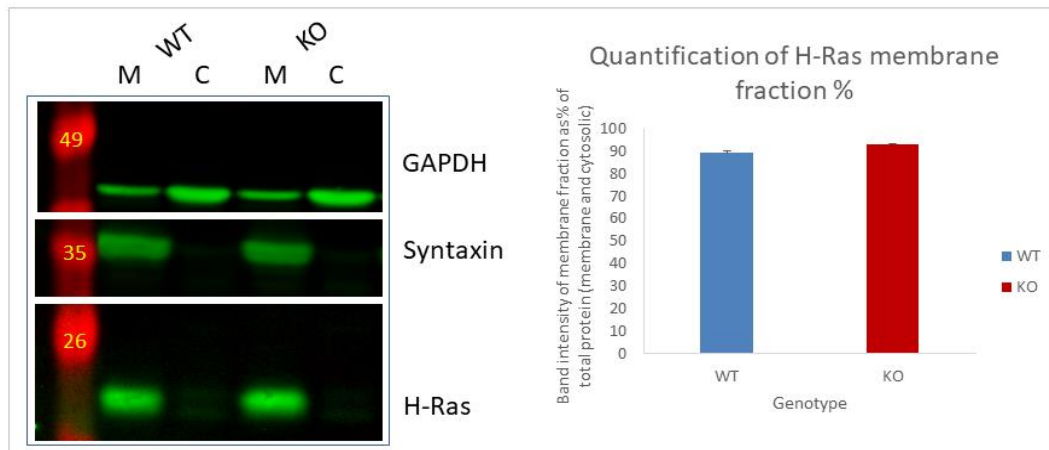 WT
KO
M
C
M
C
49
GAPDH
35
Syntaxin
26
H-Ras
Quantification of H-Ras membrane
fraction %
Band intensity of membrane fraction as% of
total protein (membrane and cytosolic)
100
90
80
70
60
50
40
30
20
10
0
WT
KO
Genotype
WT
KO